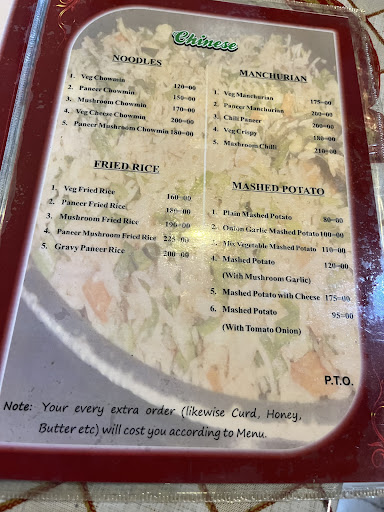 Chinese
NOODLES
1. Veg Chowmin 120=00
2. Paneer Chowmin 150=00
3. Mushroom Chowmin 170=00
4. Veg Cheeze Chowmin 200=00
5. Paneer Mushroom Chowmin 180=00
FRIED RICE
1. Veg Fried Rice 160=00
2. Paneer Fried Rice 180=00
3. Mushroom Fried Rice 190=00
4. Paneer Mushroom Fried Rice 225=00
5. Gravy Paneer Rice 200=00
MANCHURIAN
1. Veg Manchurian 175=00
2. Paneer Manchurian 200=00
3. Chili Paneer 200=00
4. Veg Crispy 180=00
5. Mushroom Chilli 210=00
MASHED POTATO
1. Plain Mashed Potato 80=00
2. Onion Garlic Mashed Potato 100=00
3. Mix Vegetable Mashed Potato 110=00
4. Mashed Potato 120=00
(With Mushroom Garlic)
5. Mashed Potato with Cheese 175=00
6. Mashed Potato 95=00
(With Tomato Onion)
P.T.O.
Note: Your every extra order (likewise Curd, Honey,
Butter etc) will cost you according to Menu.